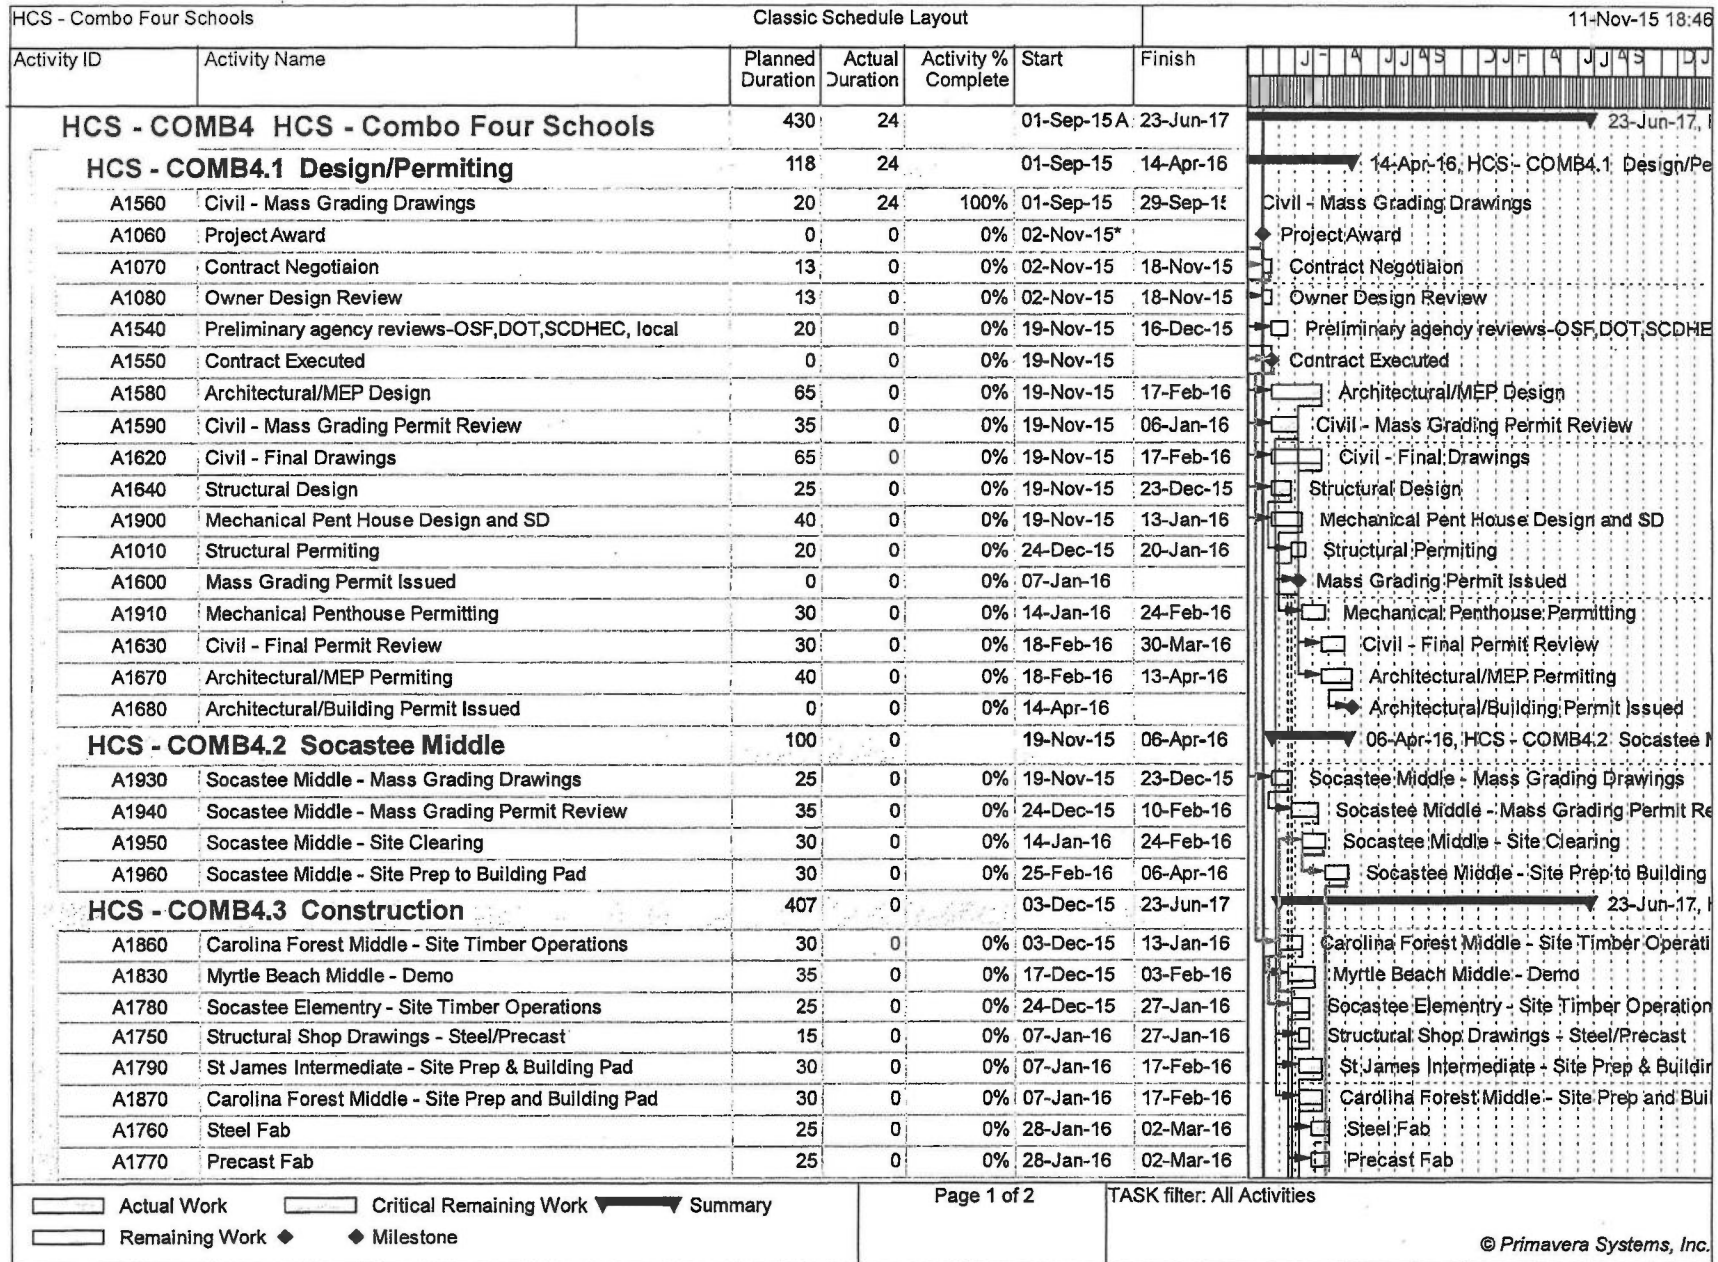 HCS - Combo Four Schools Classic Schedule Layout 11-Nov-15 18:46
Activity ID Activity Name Planned Duration Actual Duration Activity % Complete Start Finish
HCS - COMB4 HCS - Combo Four Schools 430 24 01-Sep-15 A 23-Jun-17 23-Jun-17,
HCS - COMB4.1 Design/Permiting 118 24 01-Sep-15 14-Apr-16 14-Apr-16, HCS - COMB4.1 Design/Pe
A1560 Civil - Mass Grading Drawings 20 24 100% 01-Sep-15 29-Sep-15 Civil - Mass Grading Drawings
A1060 Project Award 0 0 0% 02-Nov-15* Project Award
A1070 Contract Negotiaion 13 0 0% 02-Nov-15 18-Nov-15 Contract Negotiaion
A1080 Owner Design Review 13 0 0% 02-Nov-15 18-Nov-15 Owner Design Review
A1540 Preliminary agency reviews-OSF,DOT,SCDHEC, local 20 0 0% 19-Nov-15 16-Dec-15 Preliminary agency reviews-OSF,DOT,SCDHE
A1550 Contract Executed 0 0 0% 19-Nov-15 Contract Executed
A1580 Architectural/MEP Design 65 0 0% 19-Nov-15 17-Feb-16 Architectural/MEP Design
A1590 Civil - Mass Grading Permit Review 35 0 0% 19-Nov-15 06-Jan-16 Civil - Mass Grading Permit Review
A1620 Civil - Final Drawings 65 0 0% 19-Nov-15 17-Feb-16 Civil - Final Drawings
A1640 Structural Design 25 0 0% 19-Nov-15 23-Dec-15 Structural Design
A1900 Mechanical Pent House Design and SD 40 0 0% 19-Nov-15 13-Jan-16 Mechanical Pent House Design and SD
A1010 Structural Permiting 20 0 0% 24-Dec-15 20-Jan-16 Structural Permiting
A1600 Mass Grading Permit Issued 0 0 0% 07-Jan-16 Mass Grading Permit Issued
A1910 Mechanical Penthouse Permitting 30 0 0% 14-Jan-16 24-Feb-16 Mechanical Penthouse Permitting
A1630 Civil - Final Permit Review 30 0 0% 18-Feb-16 30-Mar-16 Civil - Final Permit Review
A1670 Architectural/MEP Permiting 40 0 0% 18-Feb-16 13-Apr-16 Architectural/MEP Permiting
A1680 Architectural/Building Permit Issued 0 0 0% 14-Apr-16 Architectural/Building Permit Issued
HCS - COMB4.2 Socastee Middle 100 0 19-Nov-15 06-Apr-16 06-Apr-16, HCS - COMB4.2 Socastee M
A1930 Socastee Middle - Mass Grading Drawings 25 0 0% 19-Nov-15 23-Dec-15 Socastee Middle - Mass Grading Drawings
A1940 Socastee Middle - Mass Grading Permit Review 35 0 0% 24-Dec-15 10-Feb-16 Socastee Middle - Mass Grading Permit Re
A1950 Socastee Middle - Site Clearing 30 0 0% 14-Jan-16 24-Feb-16 Socastee Middle - Site Clearing
A1960 Socastee Middle - Site Prep to Building Pad 30 0 0% 25-Feb-16 06-Apr-16 Socastee Middle - Site Prep to Building
HCS - COMB4.3 Construction 407 0 03-Dec-15 23-Jun-17 23-Jun-17,
A1860 Carolina Forest Middle - Site Timber Operations 30 0 0% 03-Dec-15 13-Jan-16 Carolina Forest Middle - Site Timber Operati
A1830 Myrtle Beach Middle - Demo 35 0 0% 17-Dec-15 03-Feb-16 Myrtle Beach Middle - Demo
A1780 Socastee Elementry - Site Timber Operations 25 0 0% 24-Dec-15 27-Jan-16 Socastee Elementry - Site Timber Operation
A1750 Structural Shop Drawings - Steel/Precast 15 0 0% 07-Jan-16 27-Jan-16 Structural Shop Drawings - Steel/Precast
A1790 St James Intermediate - Site Prep & Building Pad 30 0 0% 07-Jan-16 17-Feb-16 St James Intermediate - Site Prep & Buildin
A1870 Carolina Forest Middle - Site Prep and Building Pad 30 0 0% 07-Jan-16 17-Feb-16 Carolina Forest Middle - Site Prep and Buil
A1760 Steel Fab 25 0 0% 28-Jan-16 02-Mar-16 Steel Fab
A1770 Precast Fab 25 0 0% 28-Jan-16 02-Mar-16 Precast Fab
Actual Work Critical Remaining Work Summary Page 1 of 2 TASK filter: All Activities
Remaining Work Milestone
© Primavera Systems, Inc.